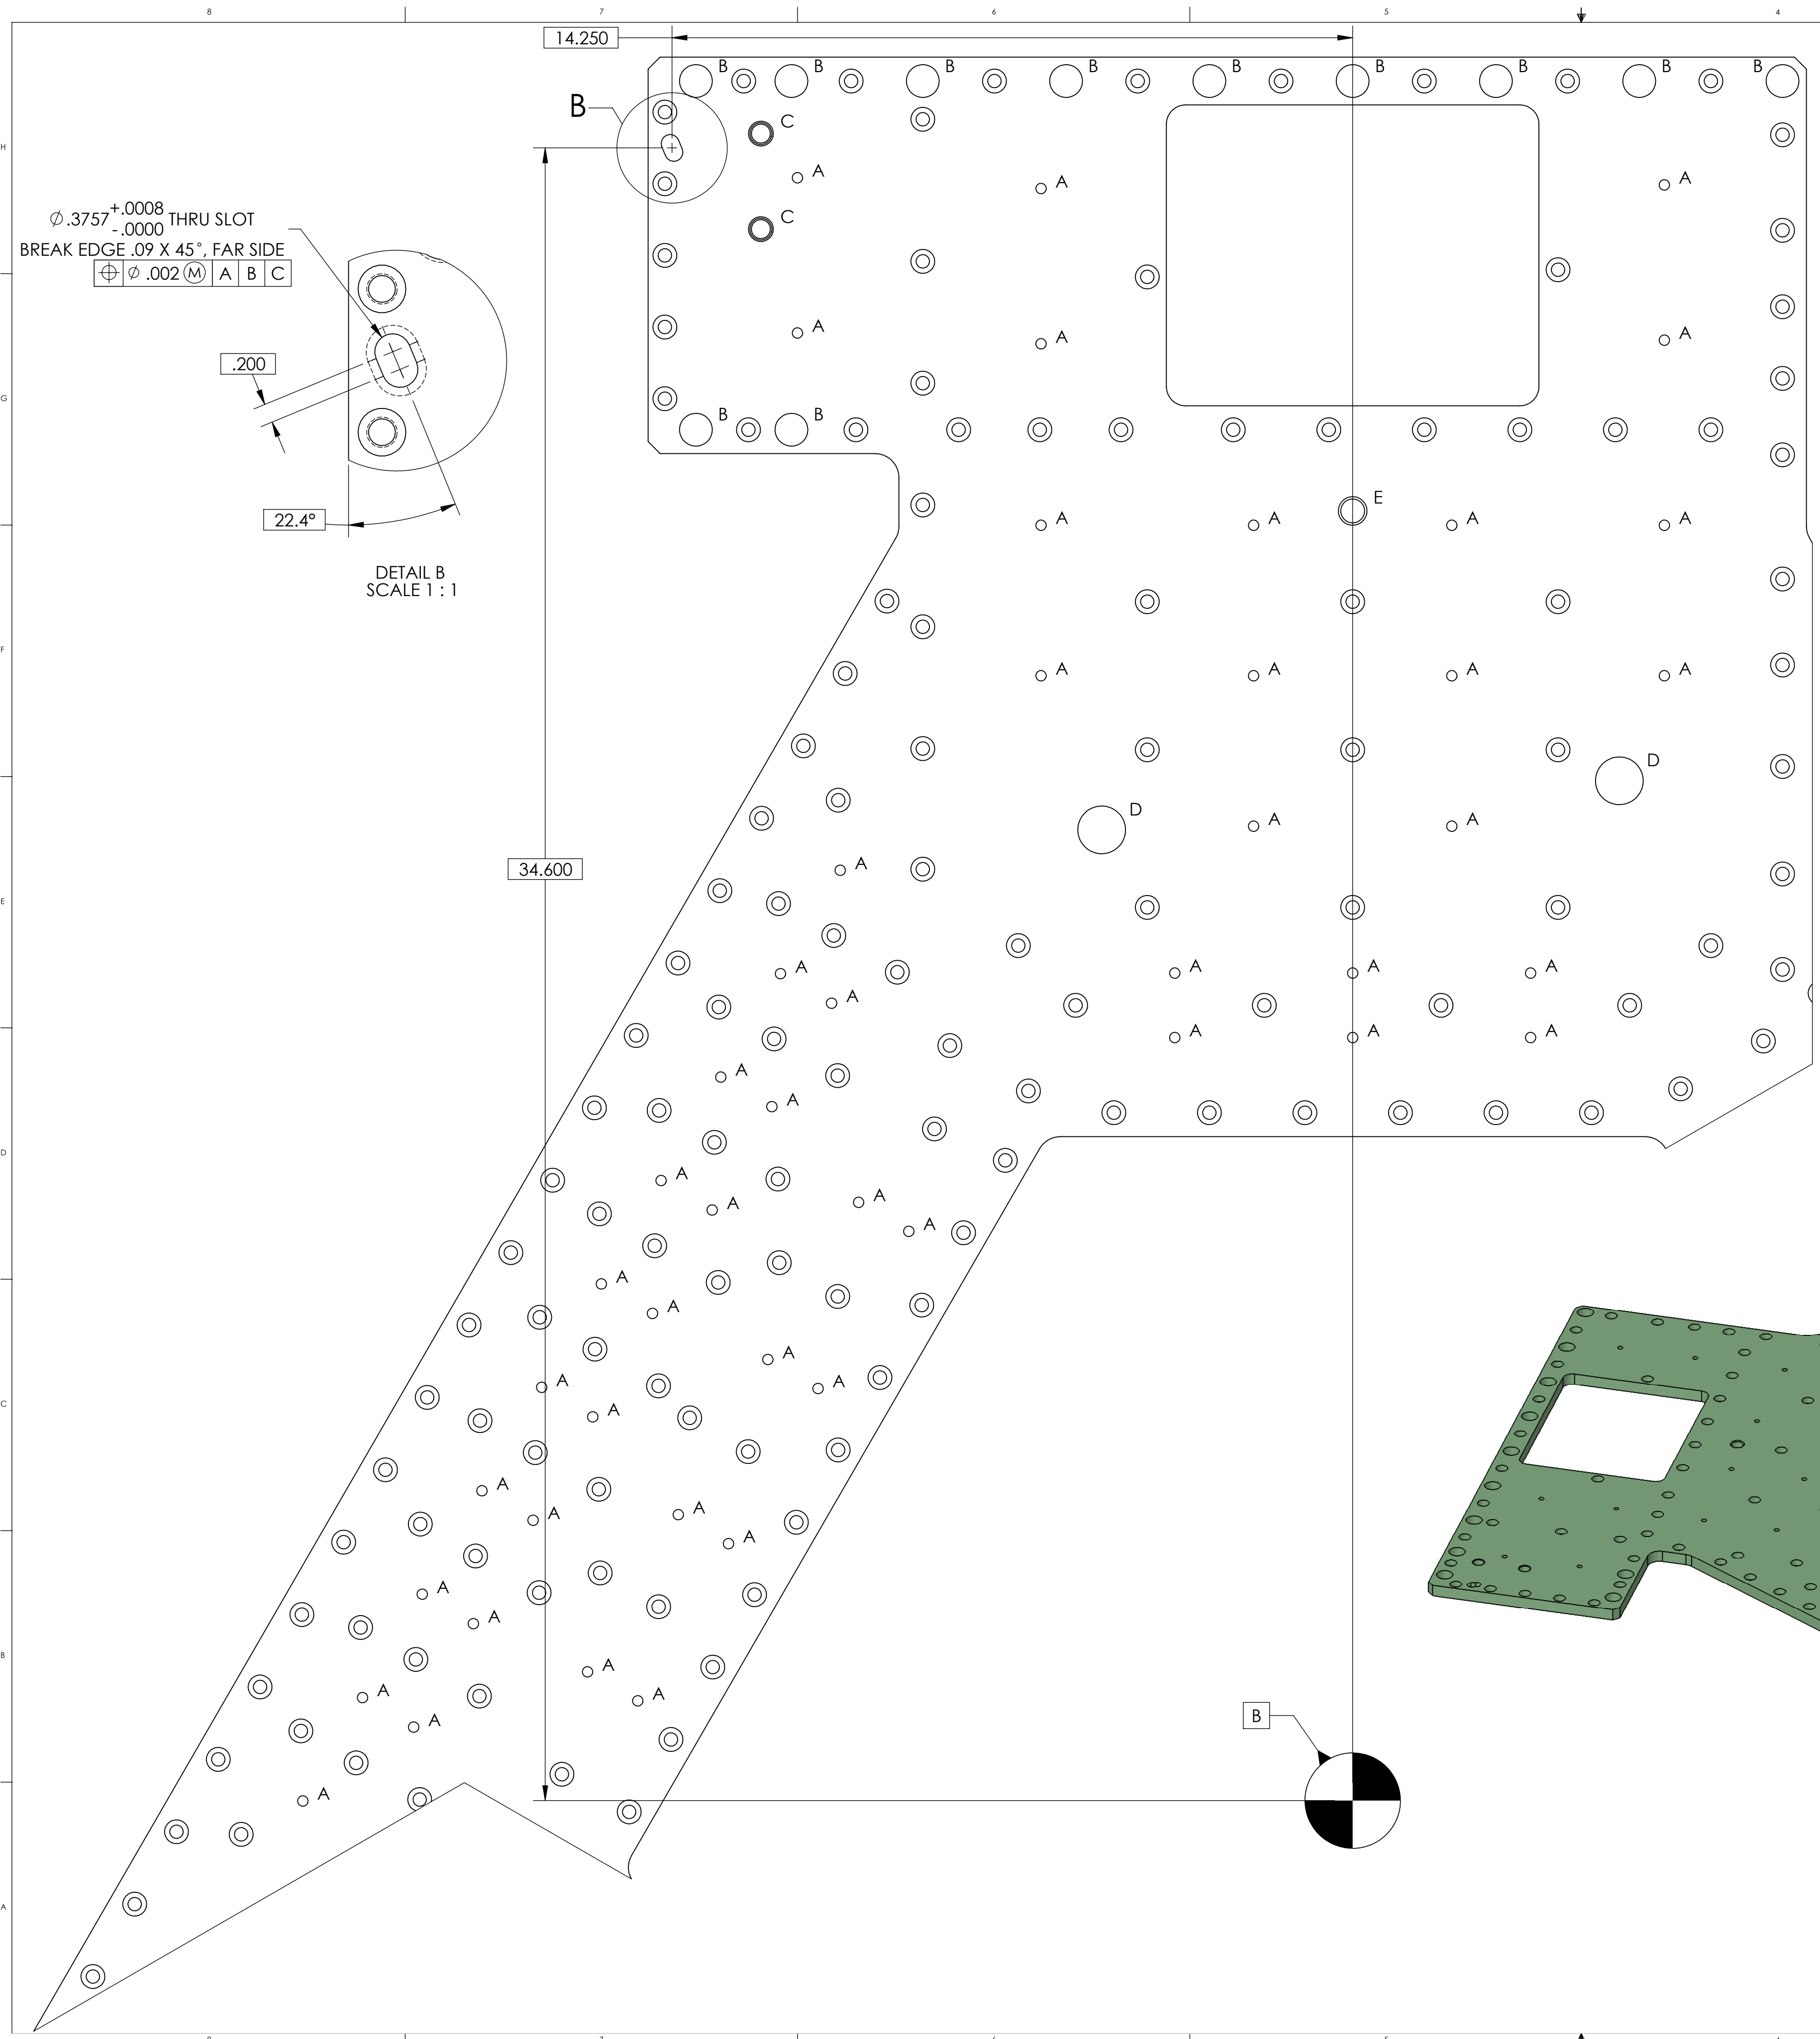 8 7 6 5 4
14.250
B B B B B B B B B
B
C
H
A A A
∅.3757 +.0008 -.0000 THRU SLOT
BREAK EDGE .09 X 45°, FAR SIDE
⌖ ∅ .002 Ⓜ A B C
C
A A A
.200
G
B B
E
22.4°
A A A A
DETAIL B
SCALE 1 : 1
F
A A A A
D
D
A A
34.600
A
E
A A A A
A
A A A
A
A
D
A
A
A
A
A
A
A
A
C
A
A
A
A
A
A
A
A
B
A
A
A
A
B
A
A
A